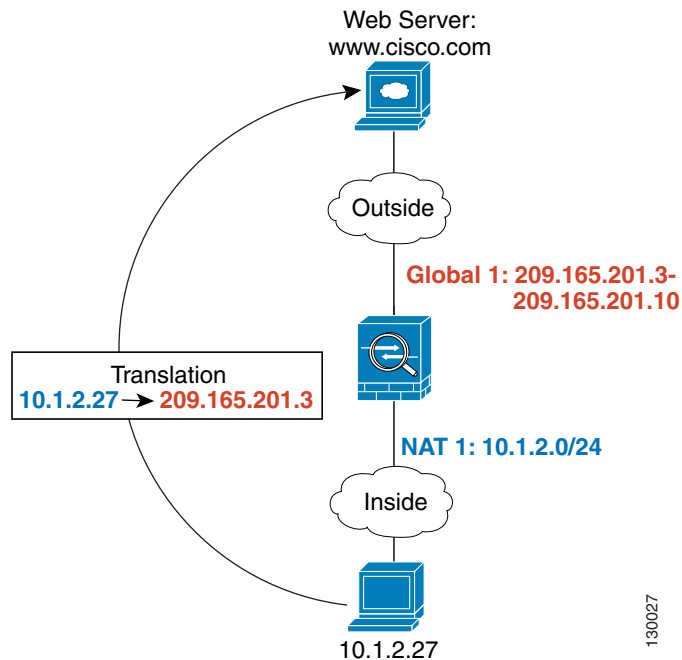 Web Server:
www.cisco.com
Outside
Global 1: 209.165.201.3-
209.165.201.10
Translation
10.1.2.27 → 209.165.201.3
NAT 1: 10.1.2.0/24
Inside
10.1.2.27
130027